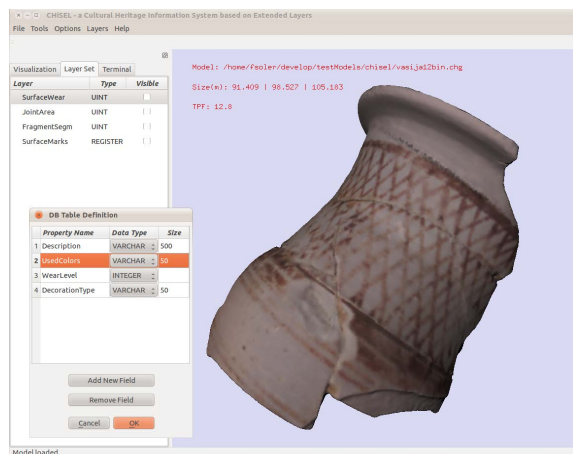 CHISEL - a Cultural Heritage Information System based on Extended Layers
File Tools Options Layers Help
Visualization Layer Set Terminal
Layer Type Visible
SurfaceWear UINT
JointArea UINT
FragmentSegm UINT
SurfaceMarks REGISTER
Model: /home/fsoler/develop/testModels/chisel/vasija12bin.chg
Size(m): 91.409 | 98.527 | 105.183
TPF: 12.8
DB Table Definition
Property Name Data Type Size
1 Description VARCHAR 500
2 UsedColors VARCHAR 50
3 WearLevel INTEGER
4 DecorationType VARCHAR 50
Add New Field
Remove Field
Cancel OK
Model loaded